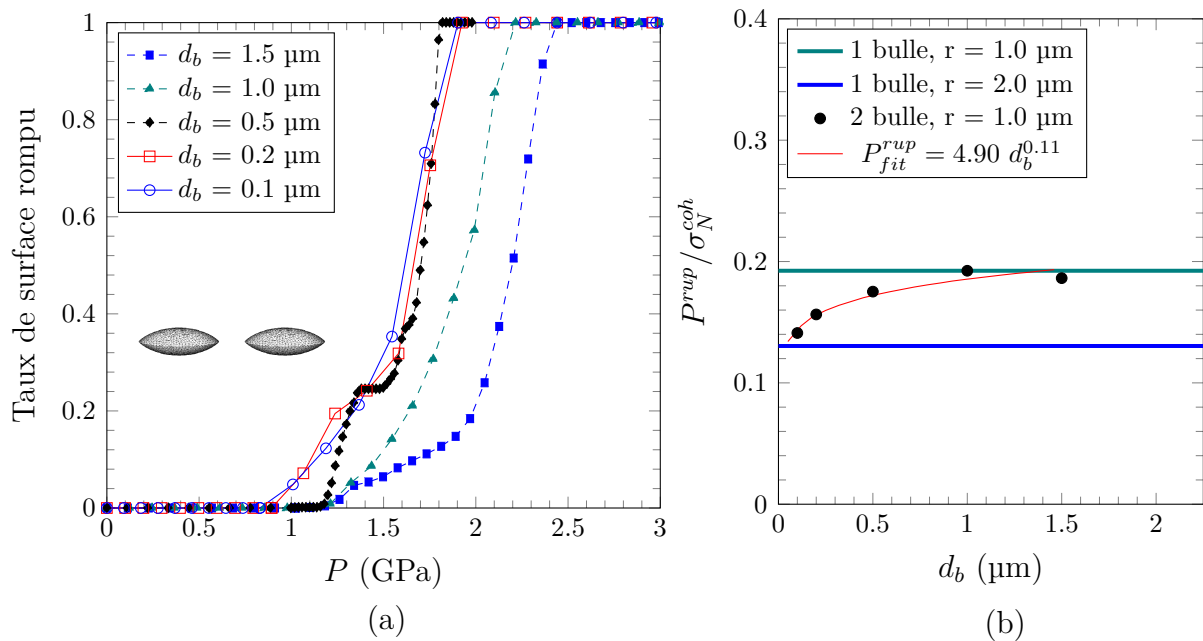 Taux de surface rompu
1
0.8
0.6
0.4
0.2
0
d_b = 1.5 µm
d_b = 1.0 µm
d_b = 0.5 µm
d_b = 0.2 µm
d_b = 0.1 µm
0 0.5 1 1.5 2 2.5 3
P (GPa)
(a)
P^{rup}/σ_N^{coh}
0.4
0.3
0.2
0.1
0
1 bulle, r = 1.0 µm
1 bulle, r = 2.0 µm
2 bulle, r = 1.0 µm
P_{fit}^{rup} = 4.90 d_b^{0.11}
0 0.5 1 1.5 2
d_b (µm)
(b)